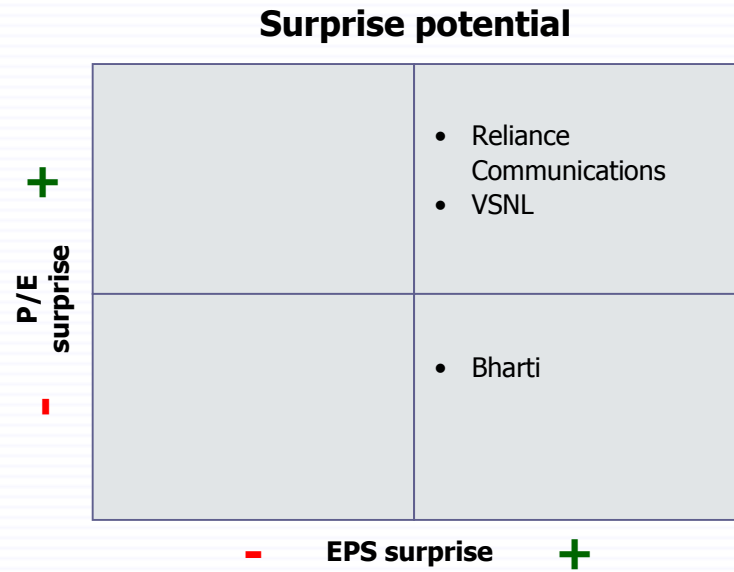 Surprise potential
+
• Reliance
Communications
• VSNL
P/E
surprise
• Bharti
-
- EPS surprise +